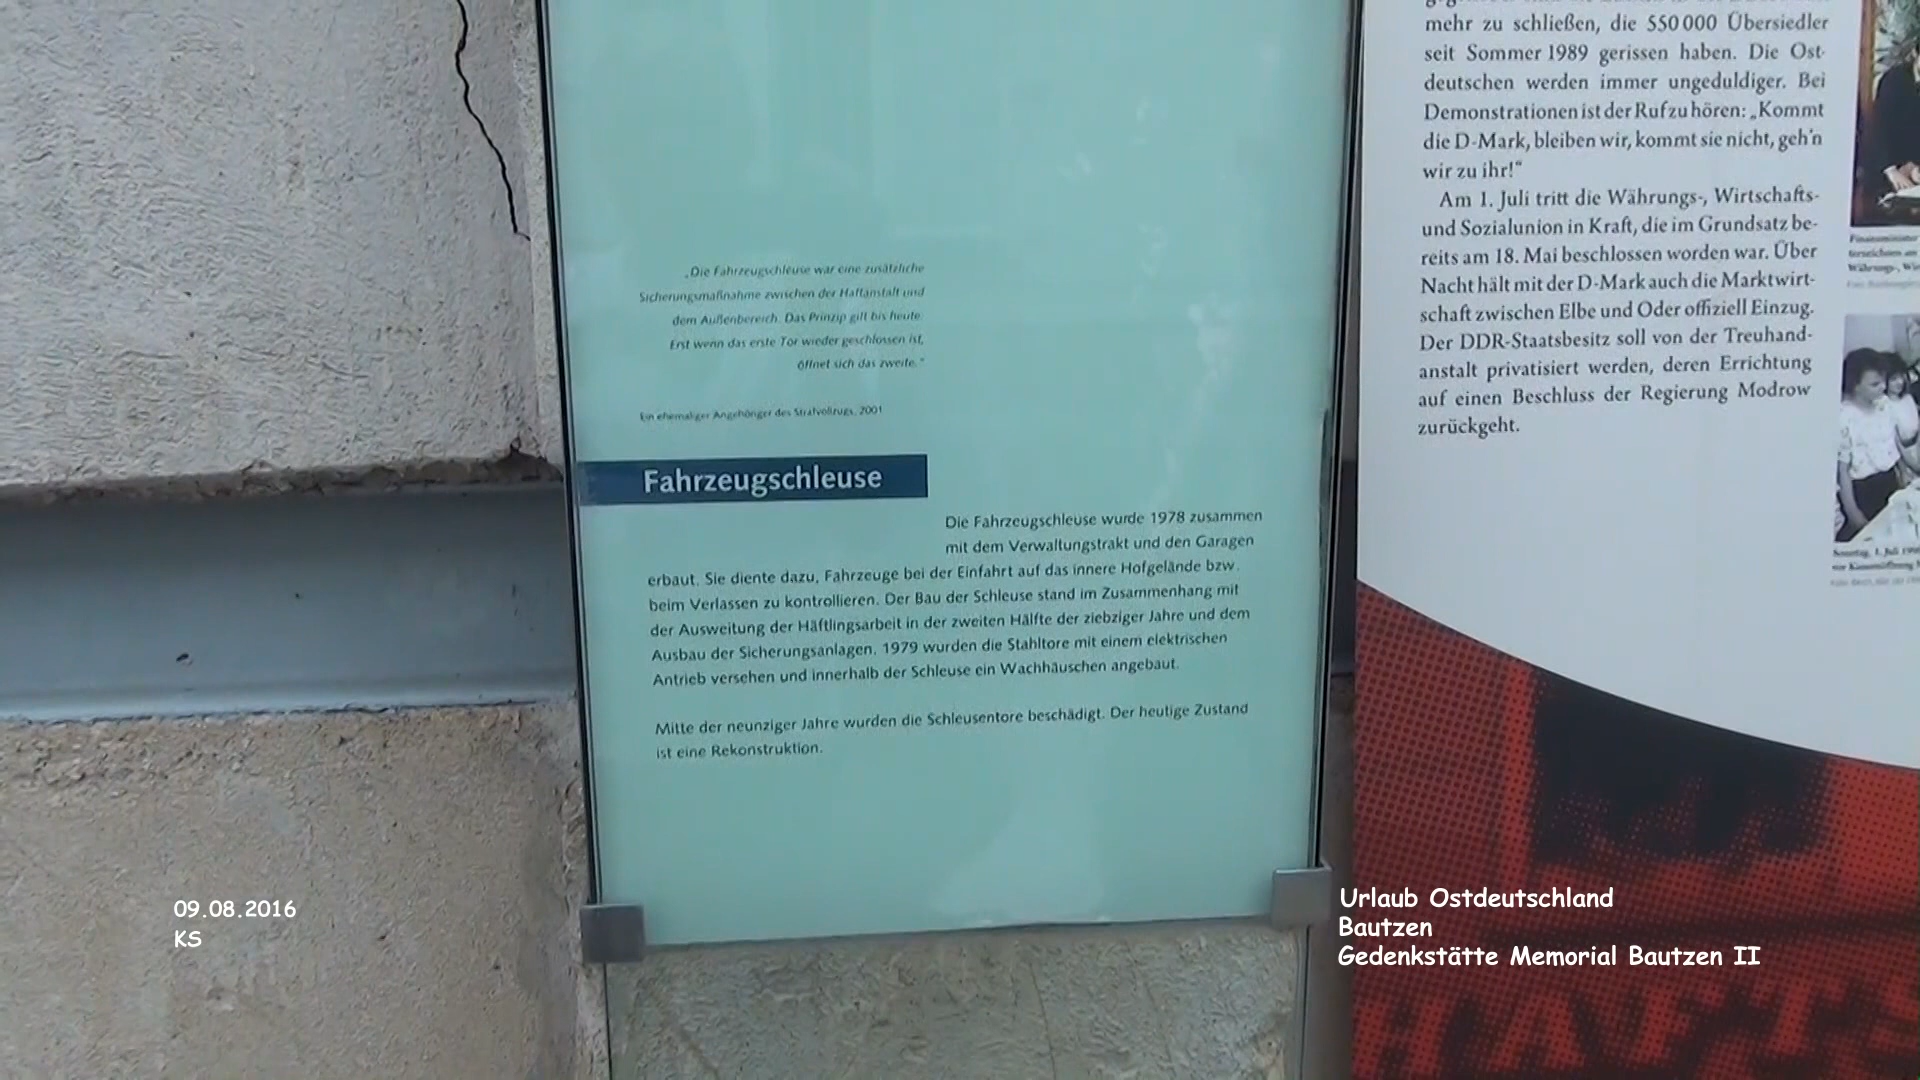 „Die Fahrzeugschleuse war eine zusätzliche
Sicherungsmaßnahme zwischen der Haftanstalt und
dem Außenbereich. Das Prinzip gilt bis heute.
Erst wenn das erste Tor wieder geschlossen ist,
öffnet sich das zweite."
Ein ehemaliger Angehöriger des Strafvollzugs, 2001
Fahrzeugschleuse
Die Fahrzeugschleuse wurde 1978 zusammen
mit dem Verwaltungstrakt und den Garagen
erbaut. Sie diente dazu, Fahrzeuge bei der Einfahrt auf das innere Hofgelände bzw.
beim Verlassen zu kontrollieren. Der Bau der Schleuse stand im Zusammenhang mit
der Ausweitung der Häftlingsarbeit in der zweiten Hälfte der ziebziger Jahre und dem
Ausbau der Sicherungsanlagen. 1979 wurden die Stahltore mit einem elektrischen
Antrieb versehen und innerhalb der Schleuse ein Wachhäuschen angebaut.
Mitte der neunziger Jahre wurden die Schleusentore beschädigt. Der heutige Zustand
ist eine Rekonstruktion.
mehr zu schließen, die 550 000 Übersiedler
seit Sommer 1989 gerissen haben. Die Ost-
deutschen werden immer ungeduldiger. Bei
Demonstrationen ist der Ruf zu hören: „Kommt
die D-Mark, bleiben wir, kommt sie nicht, geh'n
wir zu ihr!“
Am 1. Juli tritt die Währungs-, Wirtschafts-
und Sozialunion in Kraft, die im Grundsatz be-
reits am 18. Mai beschlossen worden war. Über
Nacht hält mit der D-Mark auch die Marktwirt-
schaft zwischen Elbe und Oder offiziell Einzug.
Der DDR-Staatsbesitz soll von der Treuhand-
anstalt privatisiert werden, deren Errichtung
auf einen Beschluss der Regierung Modrow
zurückgeht.
Finanzminister
Währungs-, Wi
Sonntag, 1. Juli 199
HAFTS
09.08.2016
KS
Urlaub Ostdeutschland
Bautzen
Gedenkstätte Memorial Bautzen II